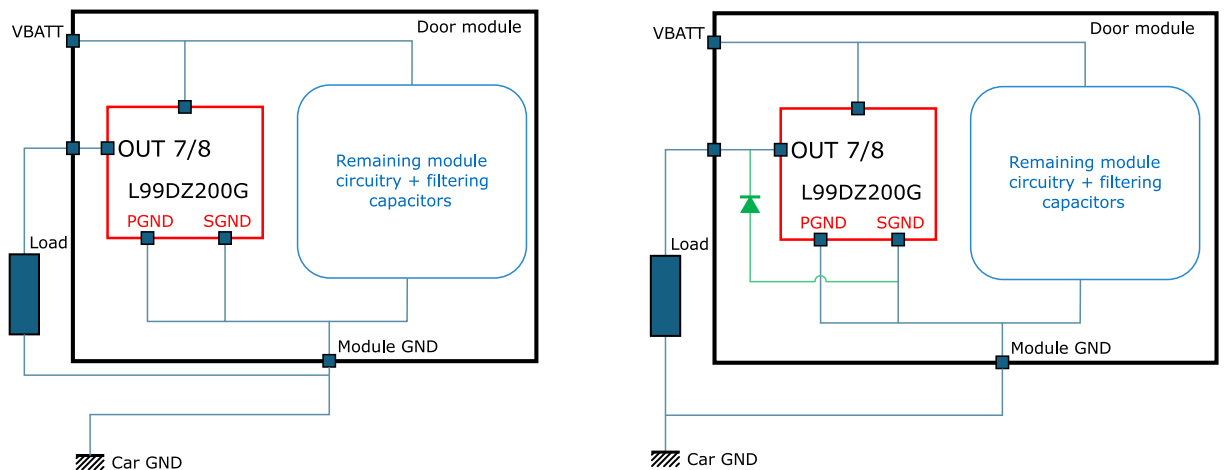 Door module
VBATT
OUT 7/8
L99DZ200G
PGND SGND
Remaining module
circuitry + filtering
capacitors
Load
Module GND
Car GND
Door module
VBATT
OUT 7/8
L99DZ200G
PGND SGND
Remaining module
circuitry + filtering
capacitors
Load
Module GND
Car GND